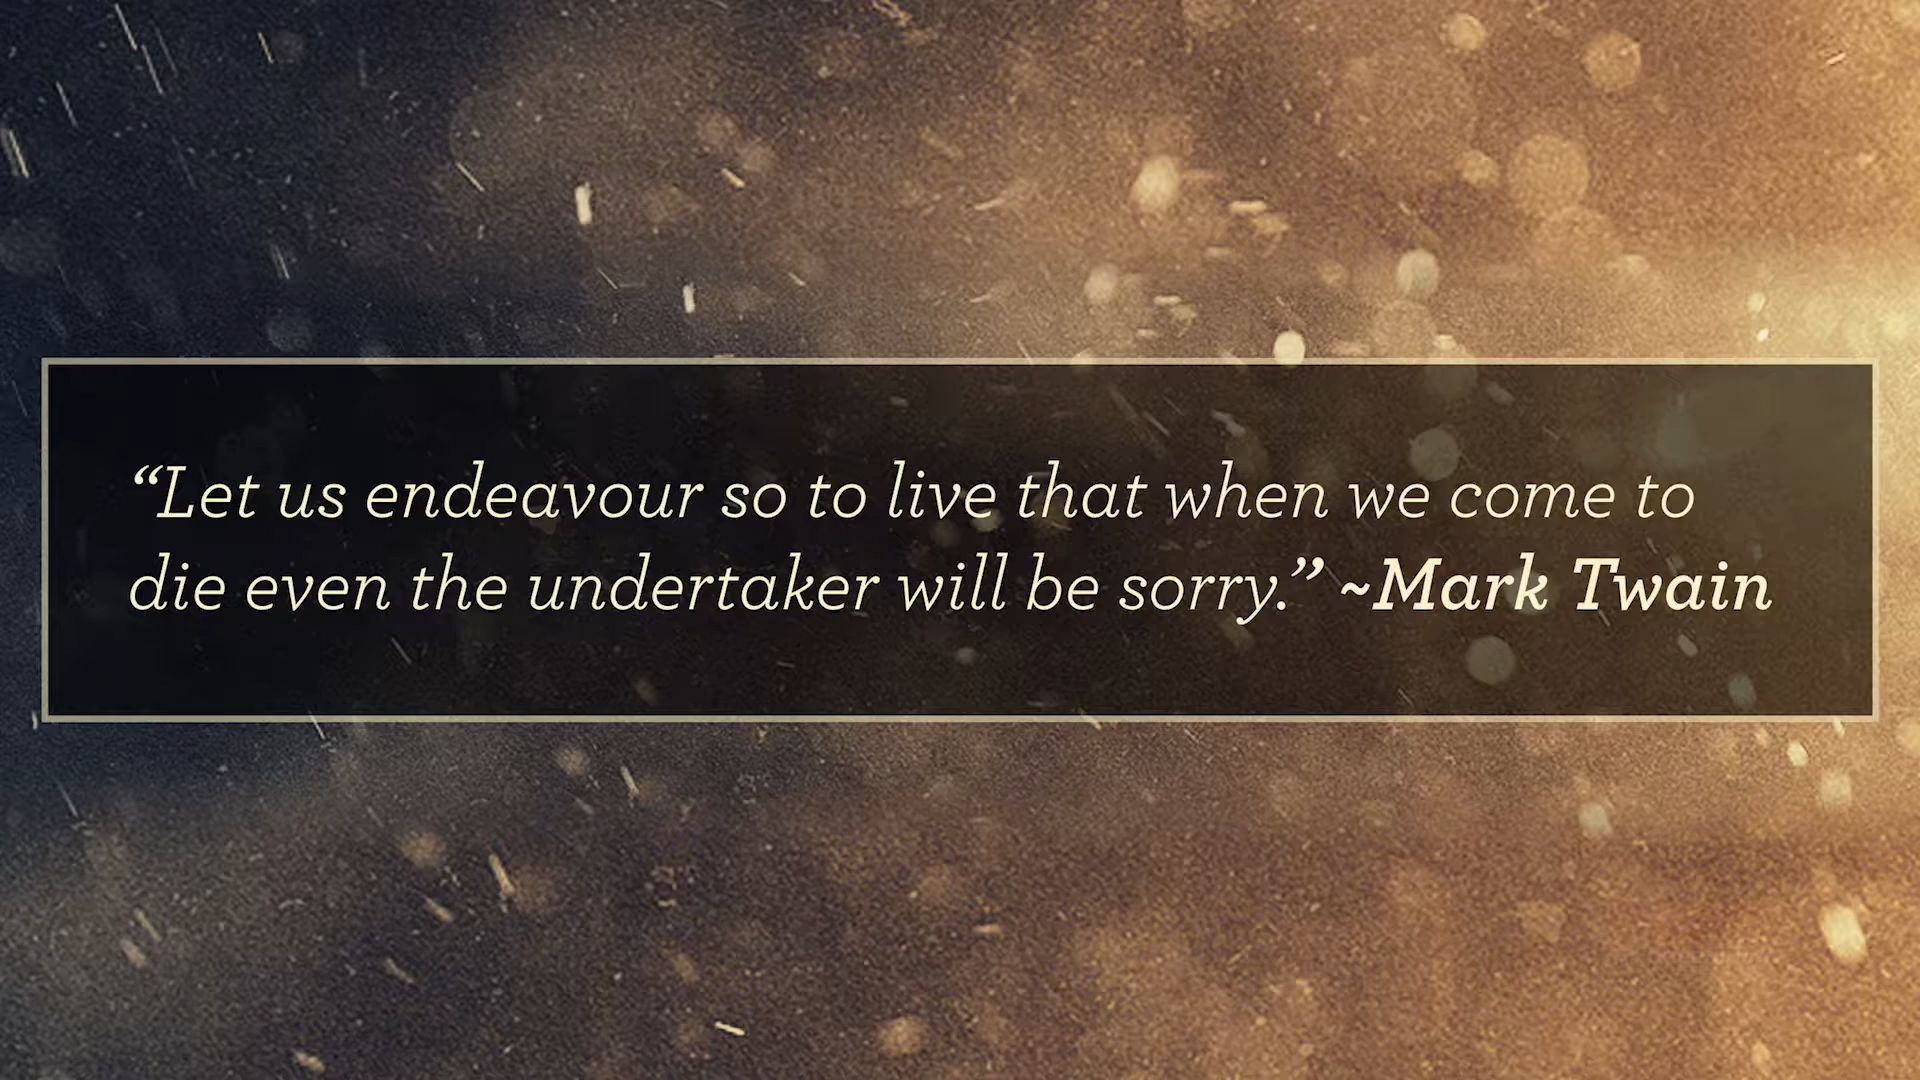 “Let us endeavour so to live that when we come to
die even the undertaker will be sorry.” ~Mark Twain